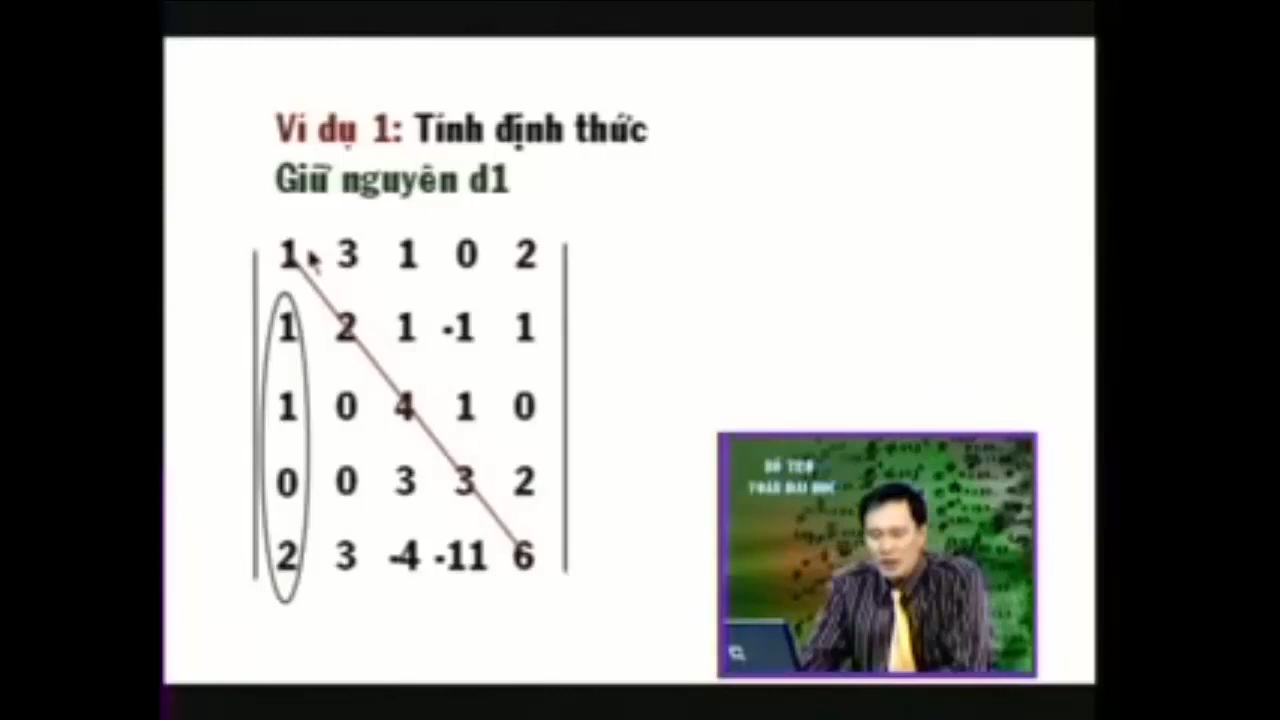 Ví dụ 1: Tính định thức
Giữ nguyên d1
1 3 1 0 2
1 2 1 -1 1
1 0 4 1 0
0 0 3 3 2
2 3 -4 -11 6